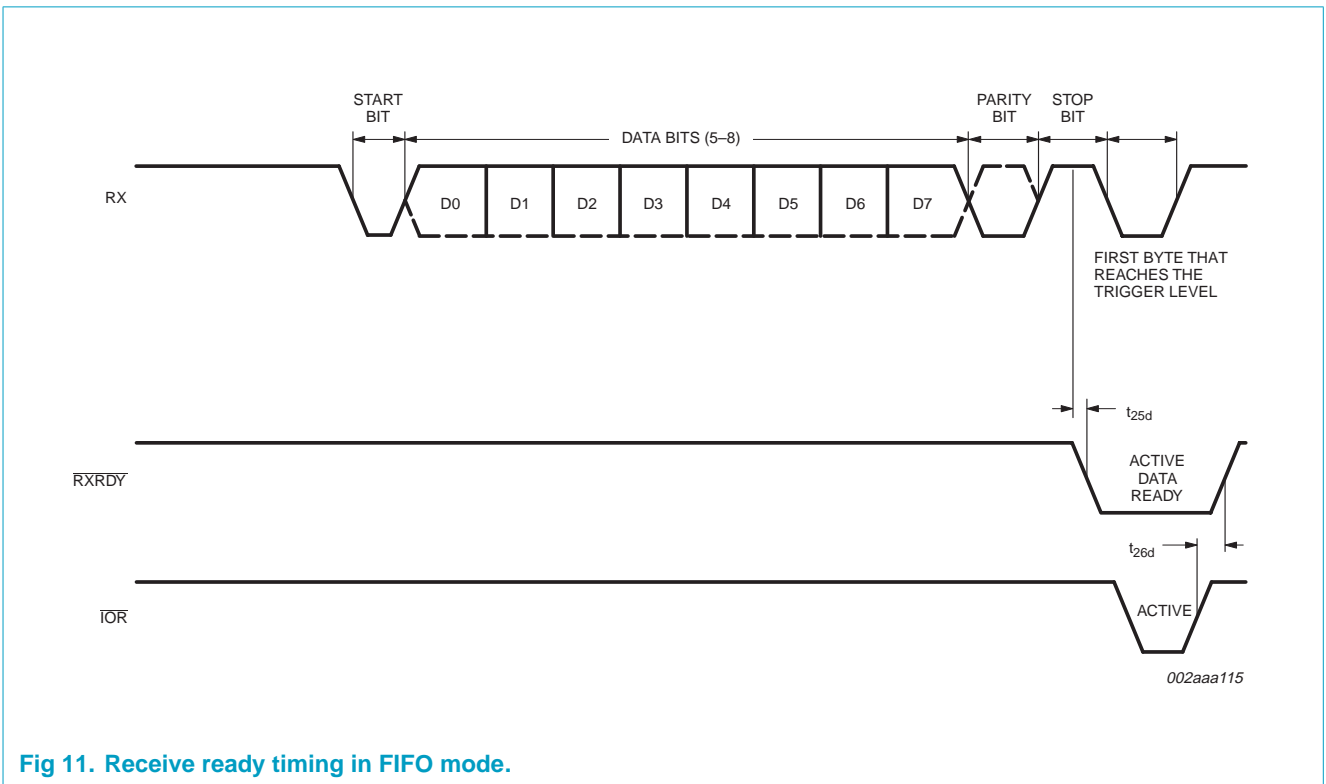 START
BIT
DATA BITS (5–8)
PARITY
BIT
STOP
BIT
RX
D0 D1 D2 D3 D4 D5 D6 D7
FIRST BYTE THAT
REACHES THE
TRIGGER LEVEL
t25d
RXRDY
ACTIVE
DATA
READY
t26d
IOR
ACTIVE
002aaa115
Fig 11. Receive ready timing in FIFO mode.